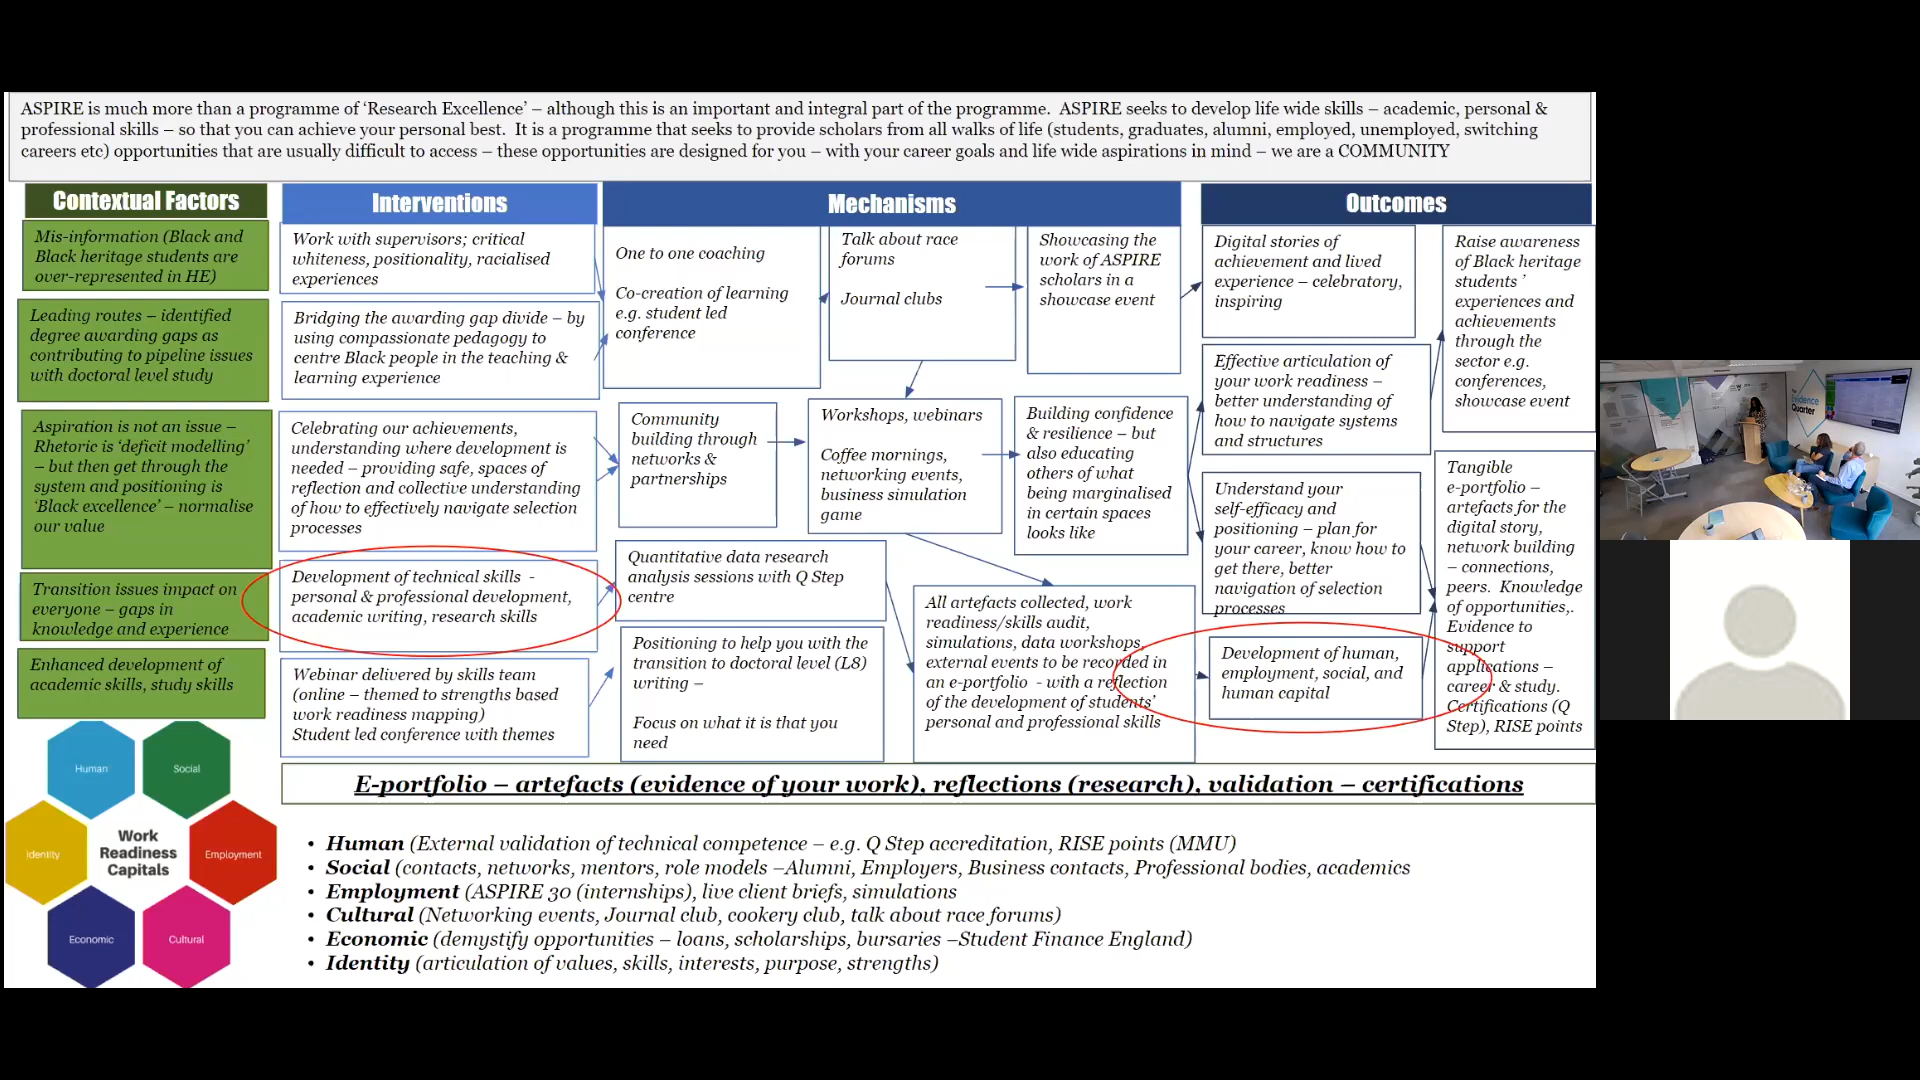 ASPIRE is much more than a programme of ‘Research Excellence’ – although this is an important and integral part of the programme.  ASPIRE seeks to develop life wide skills – academic, personal &
professional skills – so that you can achieve your personal best.  It is a programme that seeks to provide scholars from all walks of life (students, graduates, alumni, employed, unemployed, switching
careers etc) opportunities that are usually difficult to access – these opportunities are designed for you – with your career goals and life wide aspirations in mind – we are a COMMUNITY
Contextual Factors
Mis-information (Black and
Black heritage students are
over-represented in HE)
Leading routes – identified
degree awarding gaps as
contributing to pipeline issues
with doctoral level study
Aspiration is not an issue –
Rhetoric is ‘deficit modelling’
– but then get through the
system and positioning is
‘Black excellence’ – normalise
our value
Transition issues impact on
everyone – gaps in
knowledge and experience
Enhanced development of
academic skills, study skills
Interventions
Work with supervisors; critical
whiteness, positionality, racialised
experiences
Bridging the awarding gap divide – by
using compassionate pedagogy to
centre Black people in the teaching &
learning experience
Celebrating our achievements,
understanding where development is
needed – providing safe, spaces of
reflection and collective understanding
of how to effectively navigate selection
processes
Development of technical skills  -
personal & professional development,
academic writing, research skills
Webinar delivered by skills team
(online – themed to strengths based
work readiness mapping)
Student led conference with themes
Mechanisms
One to one coaching
Co-creation of learning
e.g. student led
conference
Talk about race
forums
Journal clubs
Showcasing the
work of ASPIRE
scholars in a
showcase event
Community
building through
networks &
partnerships
Workshops, webinars
Coffee mornings,
networking events,
business simulation
game
Building confidence
& resilience – but
also educating
others of what
being marginalised
in certain spaces
looks like
Quantitative data research
analysis sessions with Q Step
centre
Positioning to help you with the
transition to doctoral level (L8)
writing –
Focus on what it is that you
need
All artefacts collected, work
readiness/skills audit,
simulations, data workshops,
external events to be recorded in
an e-portfolio  - with a reflection
of the development of students’
personal and professional skills
Outcomes
Digital stories of
achievement and lived
experience – celebratory,
inspiring
Effective articulation of
your work readiness –
better understanding of
how to navigate systems
and structures
Understand your
self-efficacy and
positioning – plan for
your career, know how to
get there, better
navigation of selection
processes
Development of human,
employment, social, and
human capital
Raise awareness
of Black heritage
students ’
experiences and
achievements
through the
sector e.g.
conferences,
showcase event
Tangible
e-portfolio –
artefacts for the
digital story,
network building
– connections,
peers.  Knowledge
of opportunities,.
Evidence to
support
applications –
career & study.
Certifications (Q
Step), RISE points
E-portfolio – artefacts (evidence of your work), reflections (research), validation – certifications
Human
Social
Identity
Work
Readiness
Capitals
Employment
Economic
Cultural
• Human (External validation of technical competence – e.g. Q Step accreditation, RISE points (MMU)
• Social (contacts, networks, mentors, role models –Alumni, Employers, Business contacts, Professional bodies, academics
• Employment (ASPIRE 30 (internships), live client briefs, simulations
• Cultural (Networking events, Journal club, cookery club, talk about race forums)
• Economic (demystify opportunities – loans, scholarships, bursaries –Student Finance England)
• Identity (articulation of values, skills, interests, purpose, strengths)
Evidence
Quarter